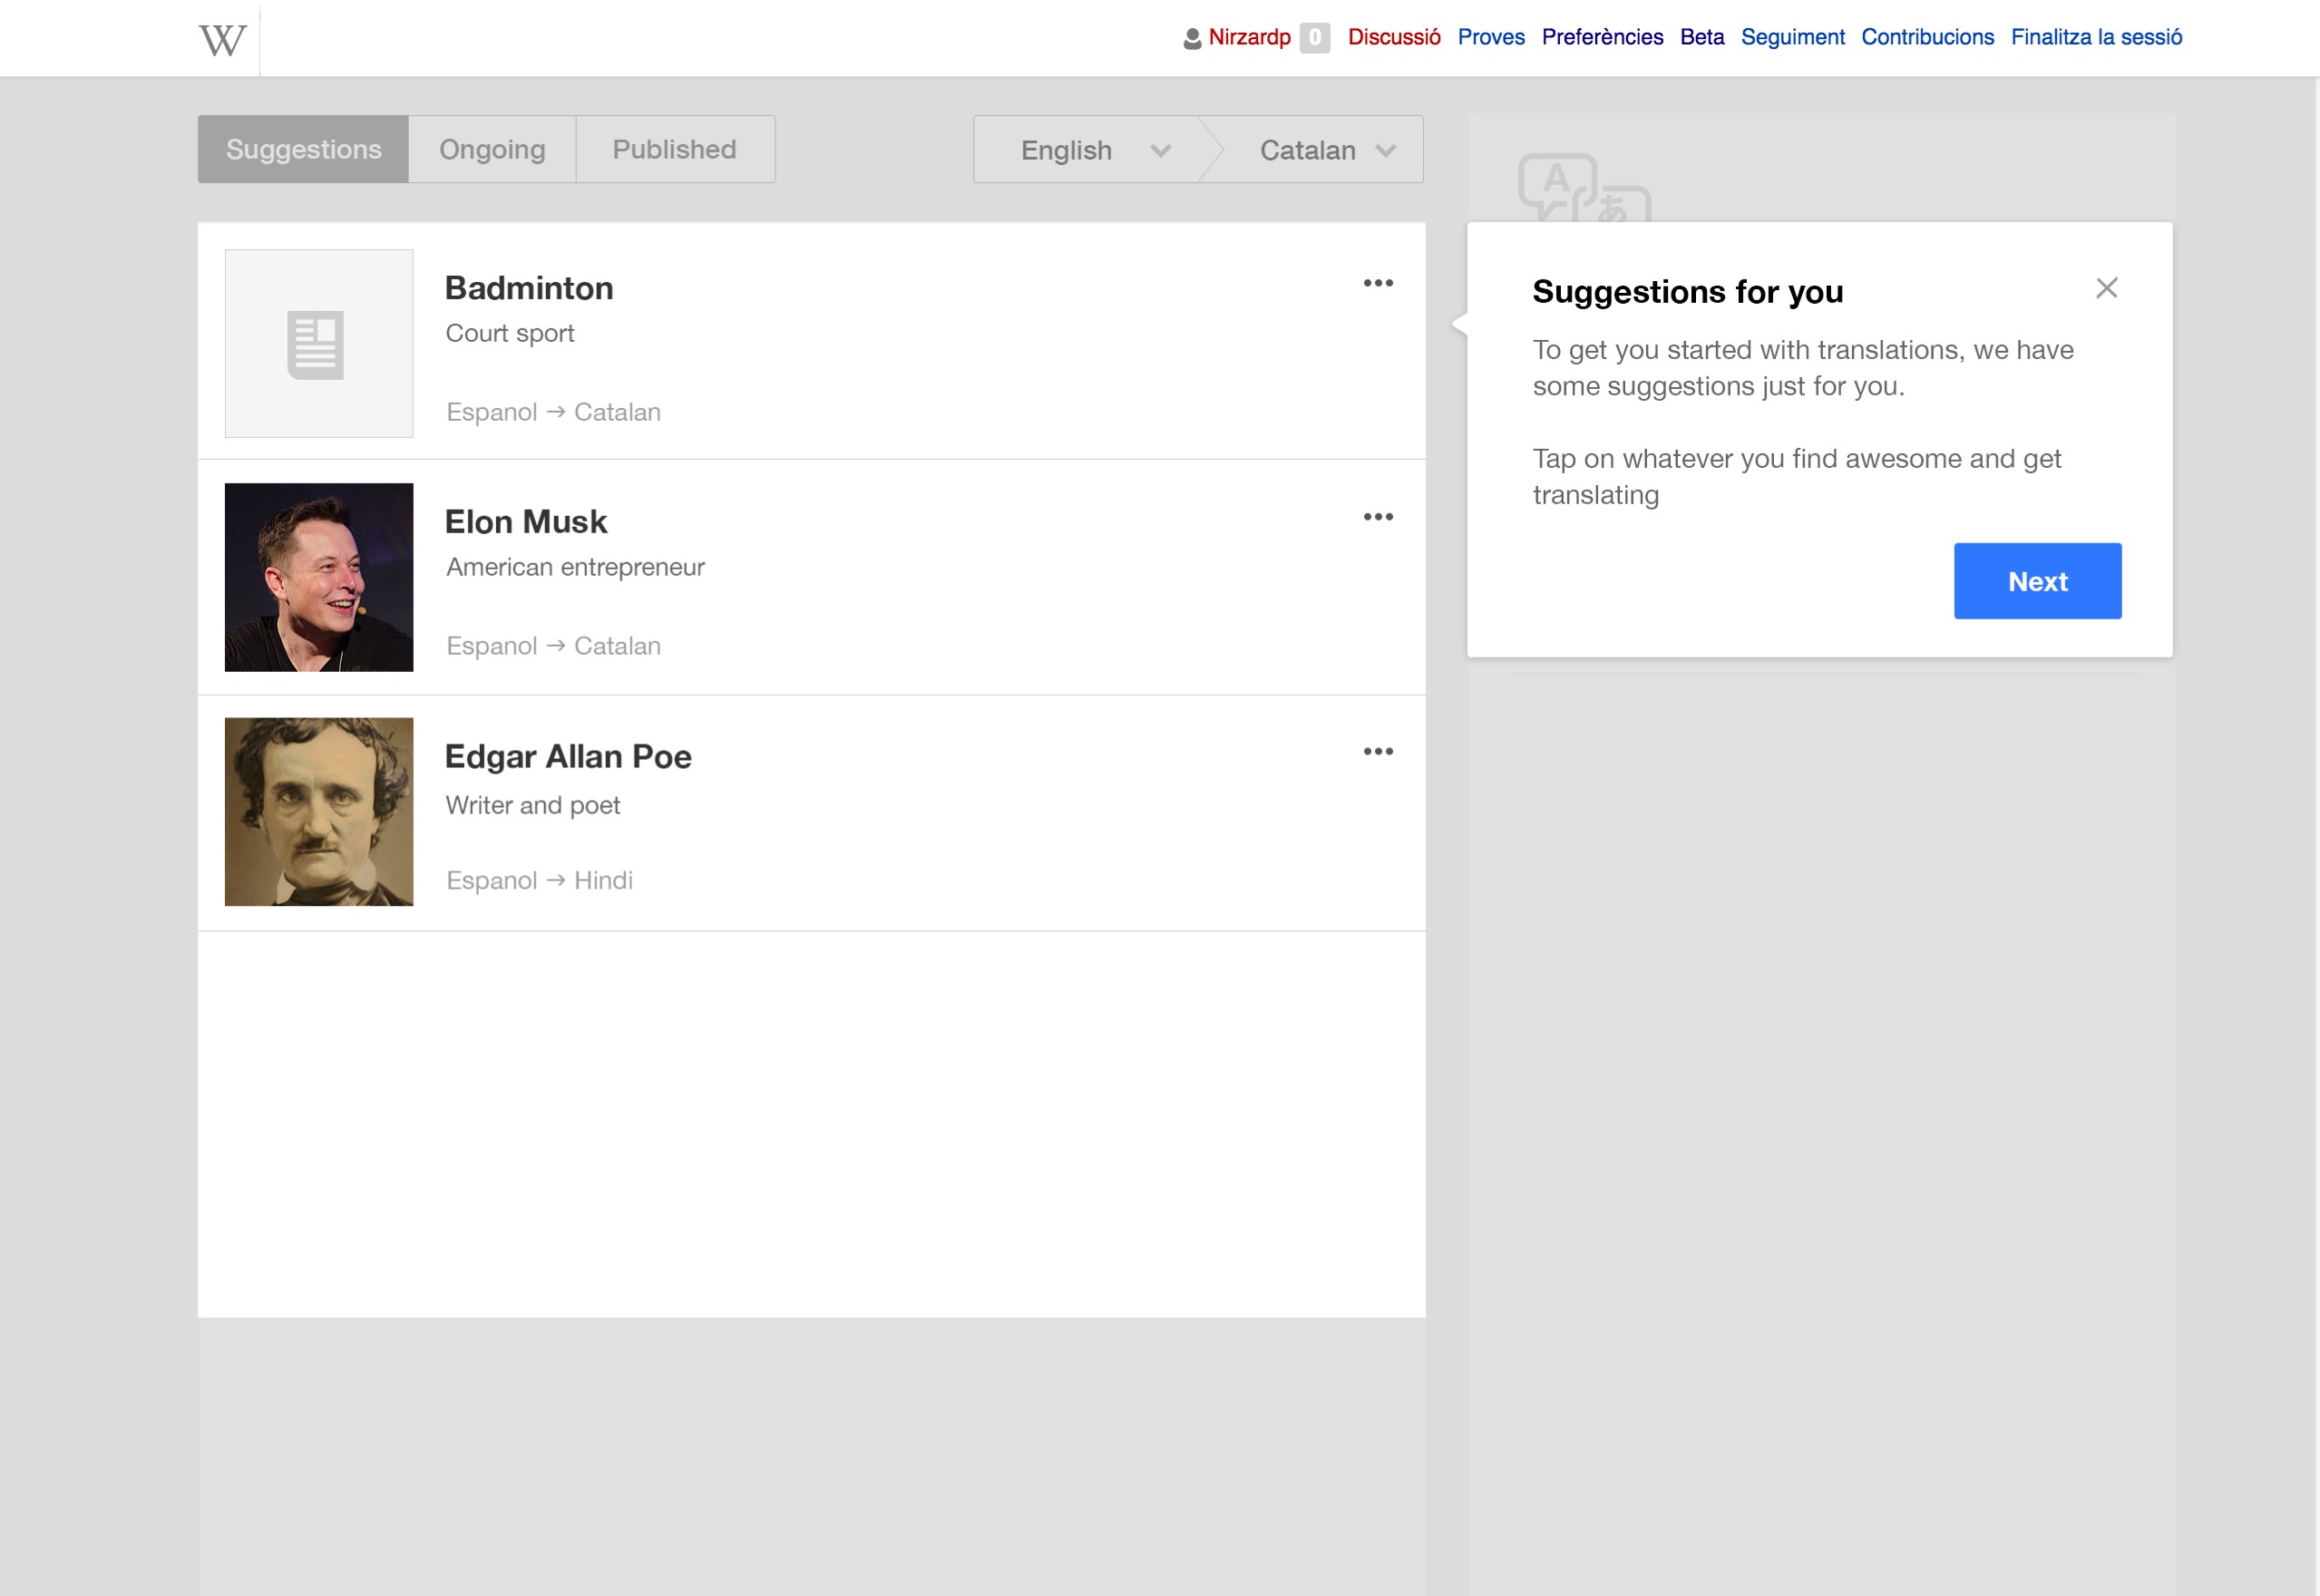 W
Nirzardp 0 Discussió Proves Preferències Beta Seguiment Contribucions Finalitza la sessió
Suggestions Ongoing Published
English Catalan
A あ
Badminton
Court sport
Espanol → Catalan
Elon Musk
American entrepreneur
Espanol → Catalan
Edgar Allan Poe
Writer and poet
Espanol → Hindi
Suggestions for you
To get you started with translations, we have
some suggestions just for you.
Tap on whatever you find awesome and get
translating
Next